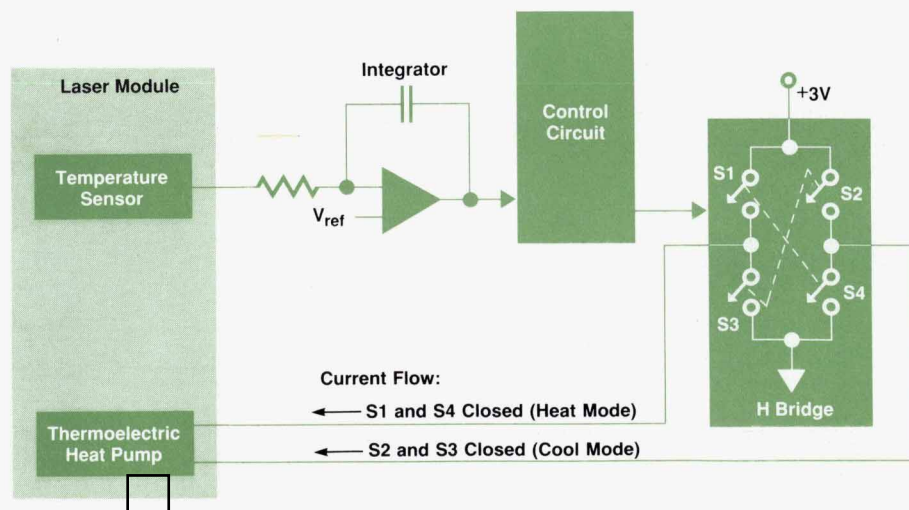 Laser Module
Integrator
Control
Circuit
+3V
Temperature
Sensor
V_ref
S1
S2
S3
S4
H Bridge
Current Flow:
S1 and S4 Closed (Heat Mode)
S2 and S3 Closed (Cool Mode)
Thermoelectric
Heat Pump